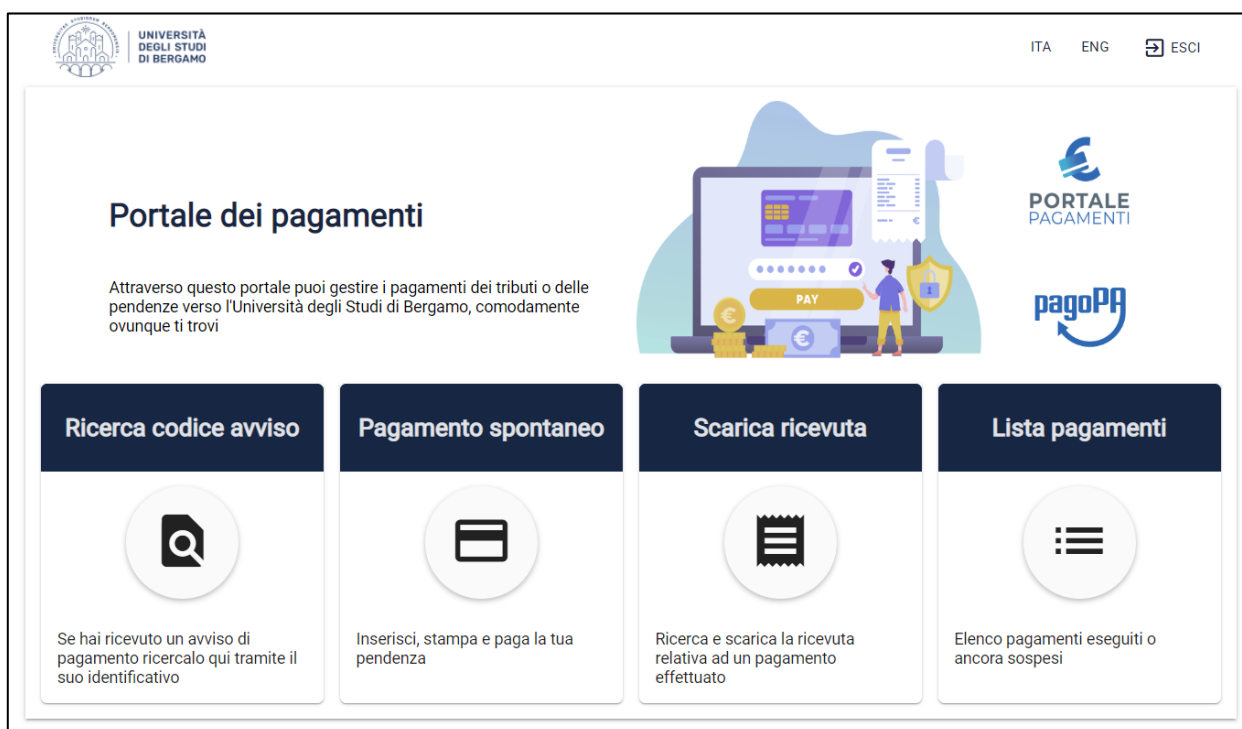 UNIVERSITÀ
DEGLI STUDI
DI BERGAMO
ITA ENG ESCI
Portale dei pagamenti
Attraverso questo portale puoi gestire i pagamenti dei tributi o delle
pendenze verso l'Università degli Studi di Bergamo, comodamente
ovunque ti trovi
PAY
PORTALE
PAGAMENTI
pagoPA
Ricerca codice avviso
Se hai ricevuto un avviso di
pagamento ricercalo qui tramite il
suo identificativo
Pagamento spontaneo
Inserisci, stampa e paga la tua
pendenza
Scarica ricevuta
Ricerca e scarica la ricevuta
relativa ad un pagamento
effettuato
Lista pagamenti
Elenco pagamenti eseguiti o
ancora sospesi